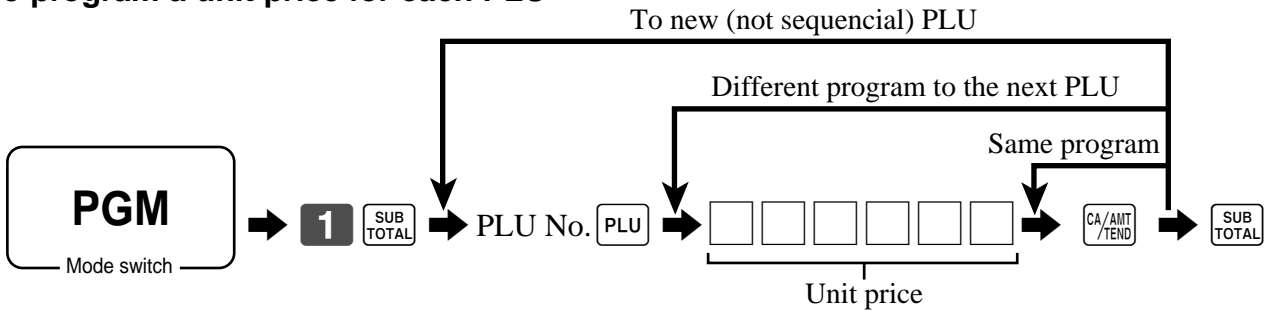 program a unit price for each PLU
To new (not sequencial) PLU
Different program to the next PLU
Same program
PGM
Mode switch
1 SUB TOTAL PLU No. PLU CA/AMT/TEND SUB TOTAL
Unit price